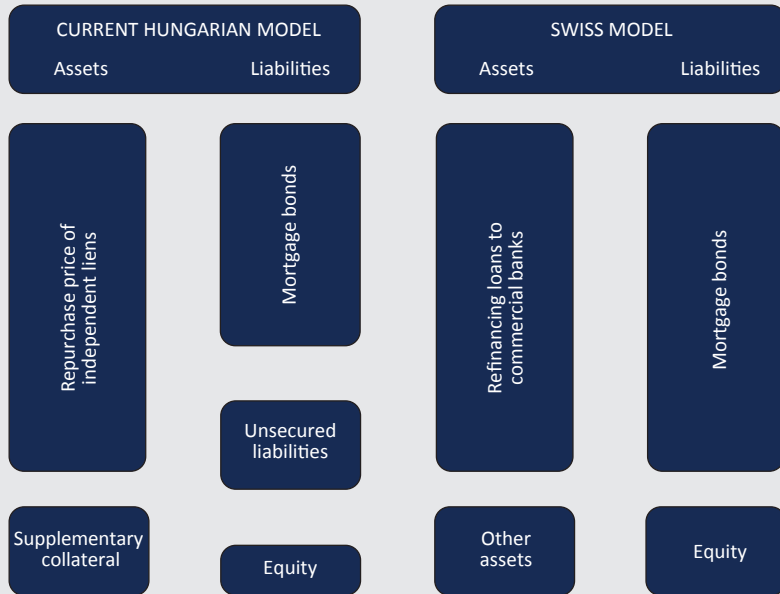 CURRENT HUNGARIAN MODEL
Assets
Liabilities
Repurchase price of
independent liens
Mortgage bonds
Unsecured
liabilities
Supplementary
collateral
Equity
SWISS MODEL
Assets
Liabilities
Refinancing loans to
commercial banks
Mortgage bonds
Other
assets
Equity